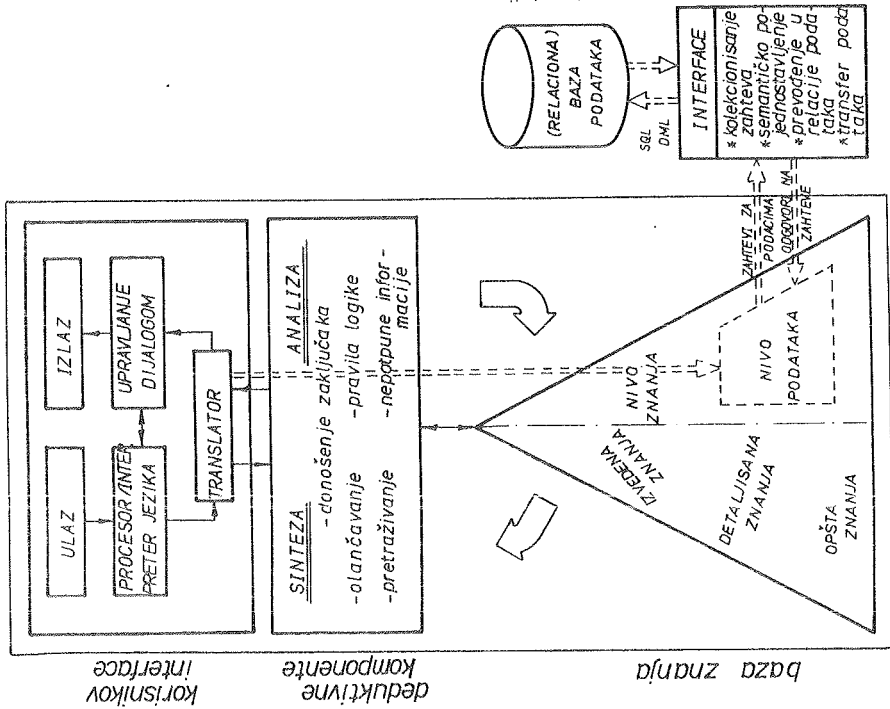 korisnikov
interface
ULAZ
IZLAZ
PROCESOR/INTER
PRETER JEZIKA
UPRAVLJANJE
DIJALOGOM
TRANSLATOR
deduktivne
komponente
SINTEZA
ANALIZA
-donošenje zaključaka
-olančavanje
-pravila logike
-pretraživanje
-nepotpune infor-
macije
baza znanja
IZVEDENA
ZNANJA
NIVO
ZNANJA
DETALJISANA
ZNANJA
NIVO
PODATAKA
OPŠTA
ZNANJA
ZAHTEVI ZA
PODACIMA
ODGOVORI NA
ZAHTEVE
(RELACIONA)
BAZA
PODATAKA
SQL
DML
INTERFACE
*kolekcionisanje
zahteva
*semantičko po-
jednostavljenje
*prevođenje u
relacije poda
taka
*transfer poda
taka